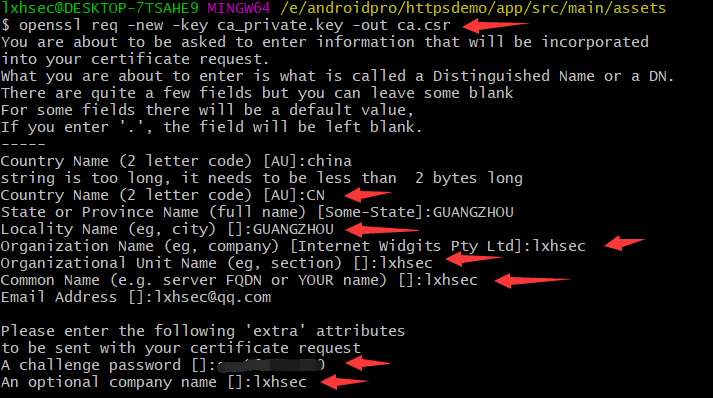 lxhsec@DESKTOP-7TSAHE9 MINGW64 /e/androidpro/httpsdemo/app/src/main/assets
$ openssl req -new -key ca_private.key -out ca.csr
You are about to be asked to enter information that will be incorporated
into your certificate request.
What you are about to enter is what is called a Distinguished Name or a DN.
There are quite a few fields but you can leave some blank
For some fields there will be a default value,
If you enter '.', the field will be left blank.
-----
Country Name (2 letter code) [AU]:china
string is too long, it needs to be less than  2 bytes long
Country Name (2 letter code) [AU]:CN
State or Province Name (full name) [Some-State]:GUANGZHOU
Locality Name (eg, city) []:GUANGZHOU
Organization Name (eg, company) [Internet Widgits Pty Ltd]:lxhsec
Organizational Unit Name (eg, section) []:lxhsec
Common Name (e.g. server FQDN or YOUR name) []:lxhsec
Email Address []:lxhsec@qq.com
Please enter the following 'extra' attributes
to be sent with your certificate request
A challenge password []:
An optional company name []:lxhsec